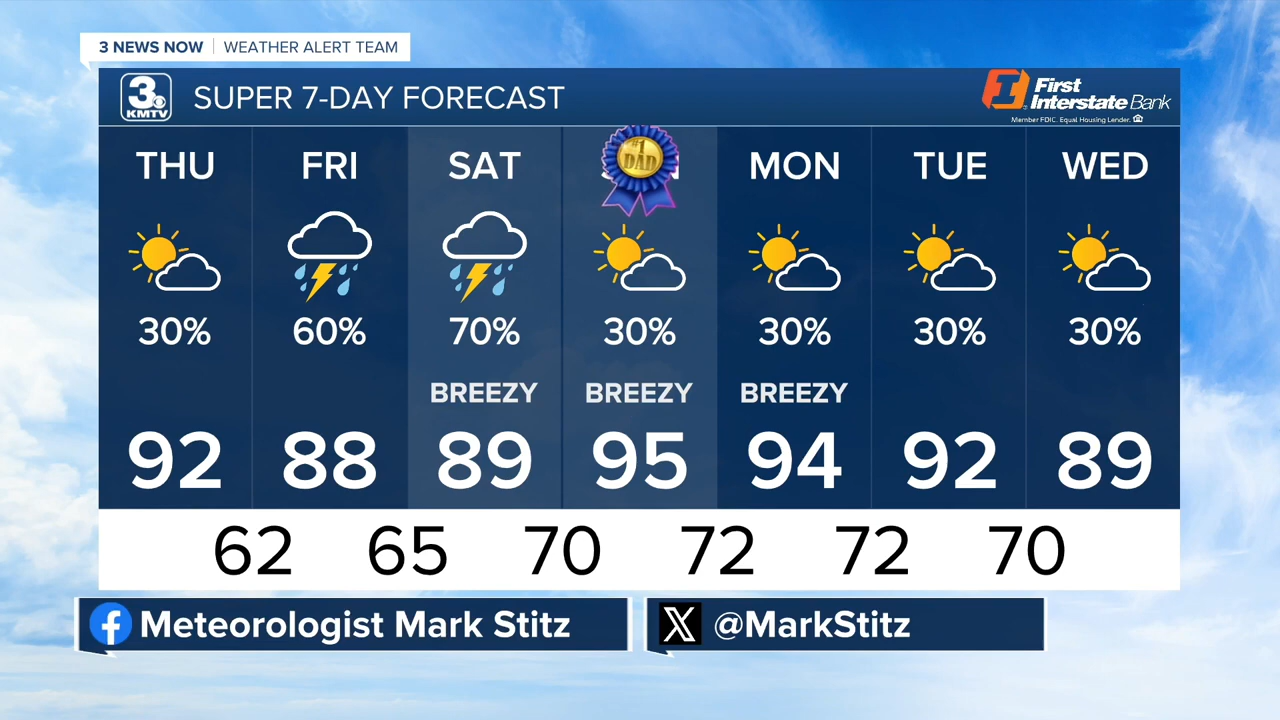 3 NEWS NOW | WEATHER ALERT TEAM
3 KMTV
SUPER 7-DAY FORECAST
First Interstate Bank
Member FDIC. Equal Housing Lender.
THU FRI SAT #1 DAD MON TUE WED
30% 60% 70% 30% 30% 30% 30%
BREEZY BREEZY BREEZY
92 88 89 95 94 92 89
62 65 70 72 72 70
Meteorologist Mark Stitz
@MarkStitz